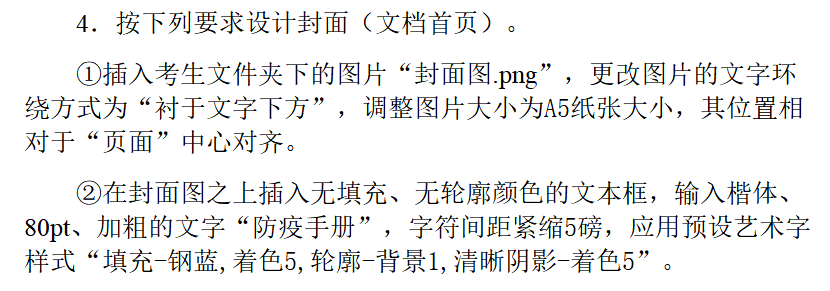 4．按下列要求设计封面（文档首页）。
①插入考生文件夹下的图片“封面图.png”，更改图片的文字环
绕方式为“衬于文字下方”，调整图片大小为A5纸张大小，其位置相
对于“页面”中心对齐。
②在封面图之上插入无填充、无轮廓颜色的文本框，输入楷体、
80pt、加粗的文字“防疫手册”，字符间距紧缩5磅，应用预设艺术字
样式“填充-钢蓝,着色5,轮廓-背景1,清晰阴影-着色5”。